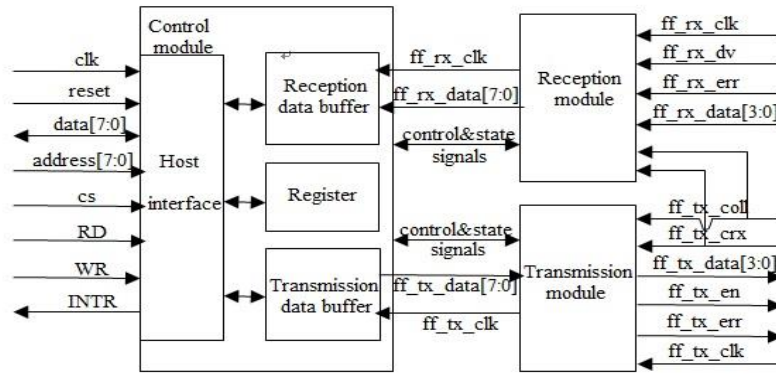 Control
module
clk
reset
data[7:0]
address[7:0]
cs
RD
WR
INTR
Host
interface
Reception
data buffer
Register
Transmission
data buffer
ff_rx_clk
ff_rx_data[7:0]
control&state
signals
control&state
signals
ff_tx_data[7:0]
ff_tx_clk
Reception
module
Transmission
module
ff_rx_clk
ff_rx_dv
ff_rx_err
ff_rx_data[3:0]
ff_tx_coll
ff_tx_crx
ff_tx_data[3:0]
ff_tx_en
ff_tx_err
ff_tx_clk